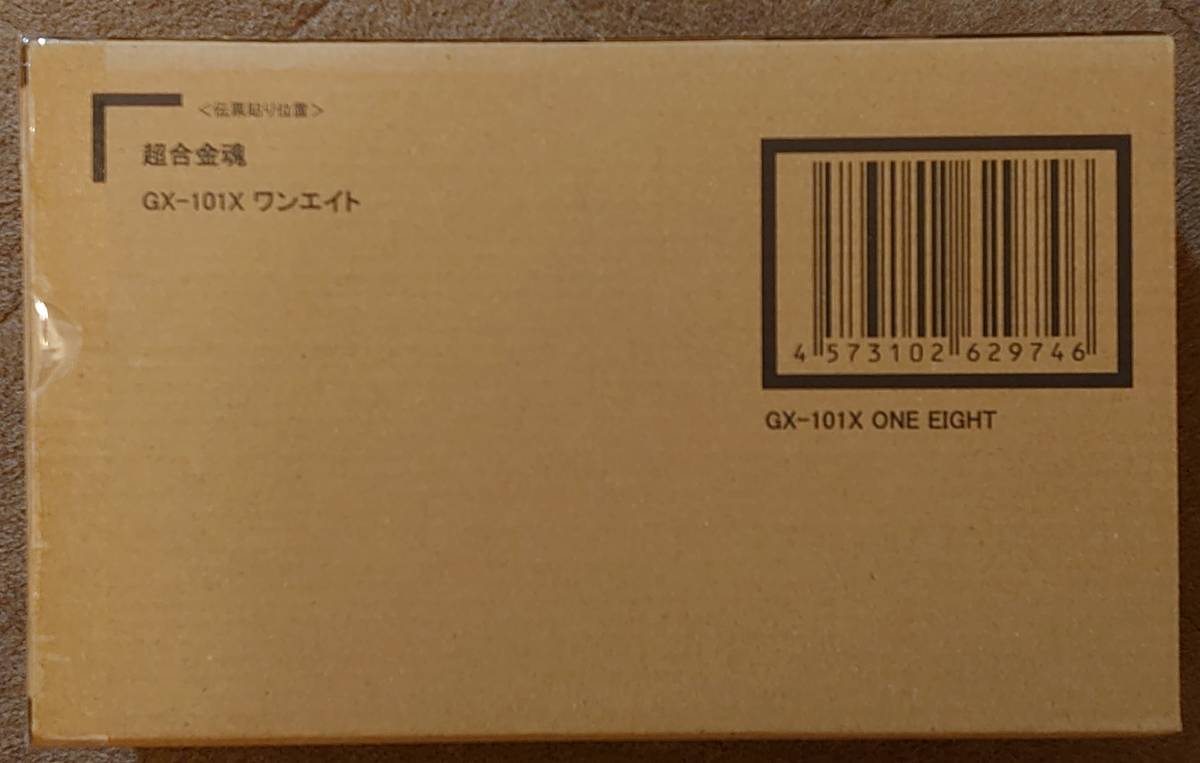 ＜伝票貼り位置＞
超合金魂
GX-101X ワンエイト
4 573102 629746
GX-101X ONE EIGHT